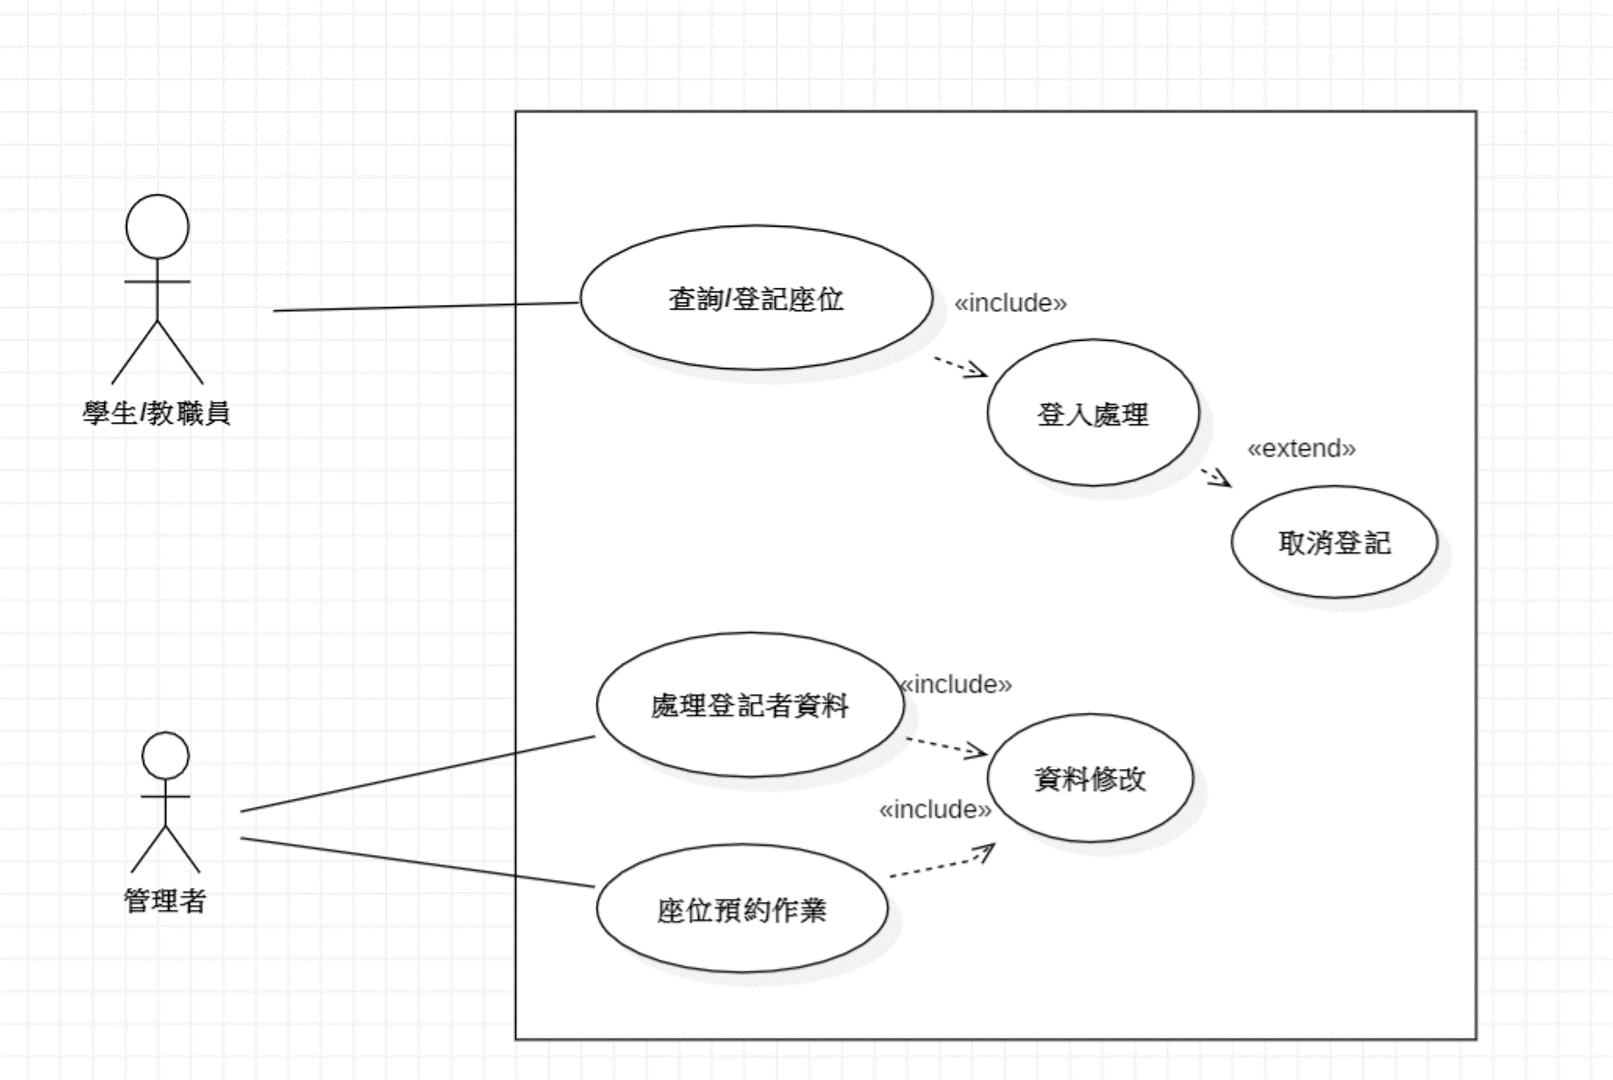 查詢/登記座位
«include»
登入處理
學生/教職員
«extend»
取消登記
處理登記者資料
«include»
資料修改
«include»
管理者
座位預約作業